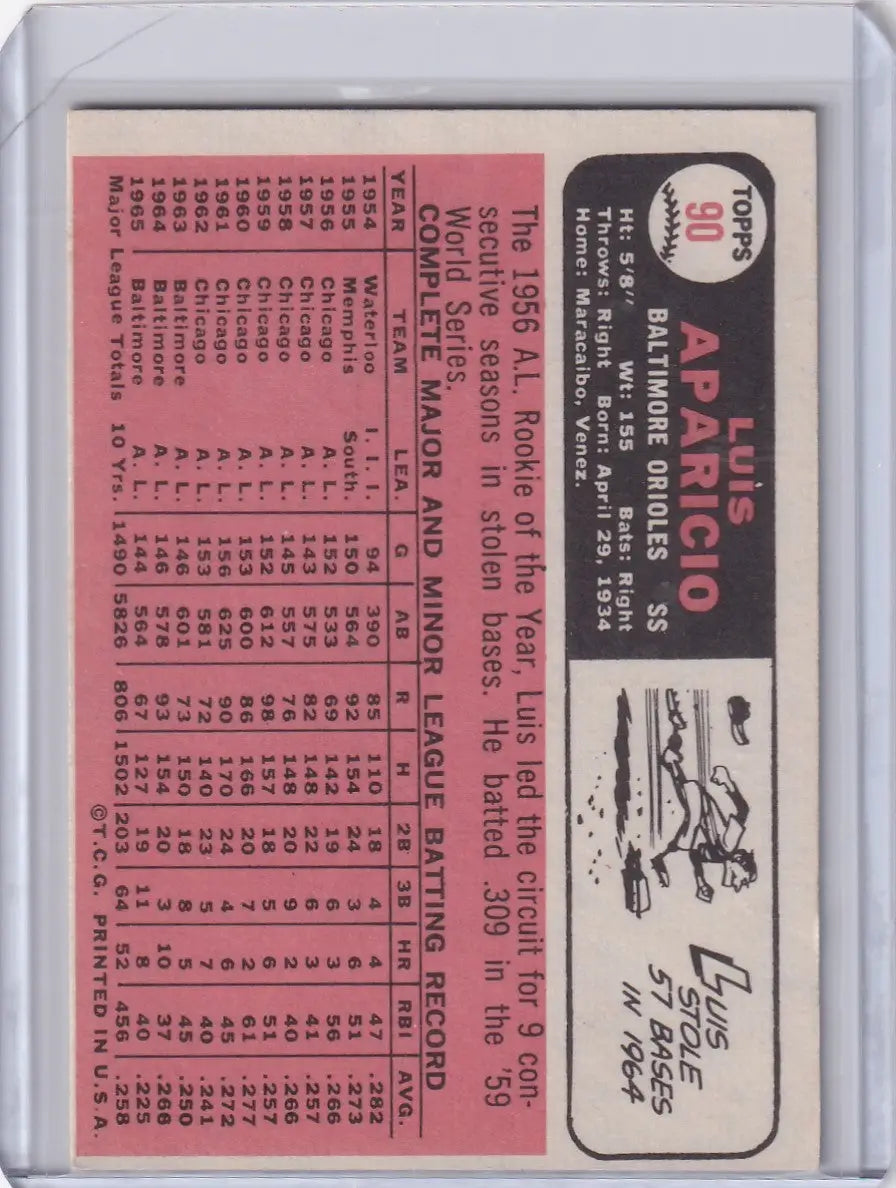 TOPPS
90
LUIS
APARICIO
BALTIMORE ORIOLES SS
Ht: 5'8" Wt: 155 Bats: Right
Throws: Right Born: April 29, 1934
Home: Maracaibo, Venez.
LUIS
STOLE
57 BASES
IN 1964
The 1956 A.L. Rookie of the Year, Luis led the circuit for 9 con-
secutive seasons in stolen bases. He batted .309 in the '59
World Series.
COMPLETE MAJOR AND MINOR LEAGUE BATTING RECORD
YEAR TEAM LEA. G AB R H 2B 3B HR RBI AVG.
1954 Waterloo I. I. I. 94 390 85 110 18 4 4 47 .282
1955 Memphis South. 150 564 92 154 24 3 6 51 .273
1956 Chicago A. L. 152 533 69 142 19 6 3 56 .266
1957 Chicago A. L. 143 575 82 148 22 6 3 41 .257
1958 Chicago A. L. 145 557 76 148 20 9 2 40 .266
1959 Chicago A. L. 152 612 98 157 18 5 6 51 .257
1960 Chicago A. L. 153 600 86 166 20 7 2 61 .277
1961 Chicago A. L. 156 625 90 170 24 4 6 45 .272
1962 Chicago A. L. 153 581 72 140 23 5 7 40 .241
1963 Baltimore A. L. 146 601 73 150 18 8 5 45 .250
1964 Baltimore A. L. 146 578 93 154 20 3 10 37 .266
1965 Baltimore A. L. 144 564 67 127 19 11 8 40 .225
Major League Totals 10 Yrs. 1490 5826 806 1502 203 64 52 456 .258
©T.C.G. PRINTED IN U.S.A.